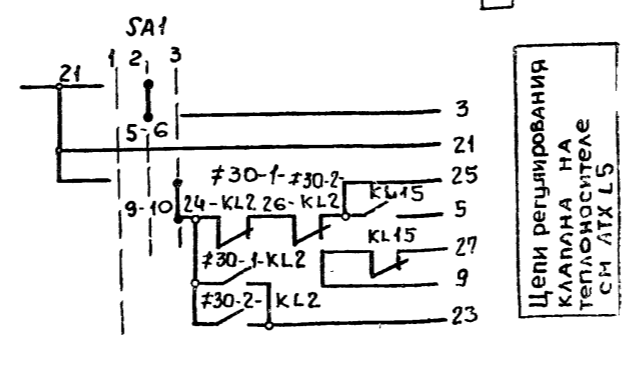 SA1
1 2 3
21
3
5-6
21
≠30-1- ≠30-2-
25
KL15
9-10 24-KL2 26-KL2
5
KL15
27
≠30-1-KL2
9
≠30-2-KL2
23
Цепи регулирования
клапана на
теплоносителе
см АТХ L5